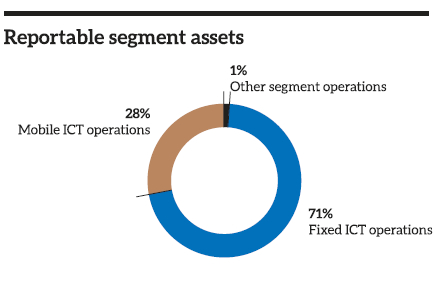 Reportable segment assets
1%
Other segment operations
28%
Mobile ICT operations
71%
Fixed ICT operations